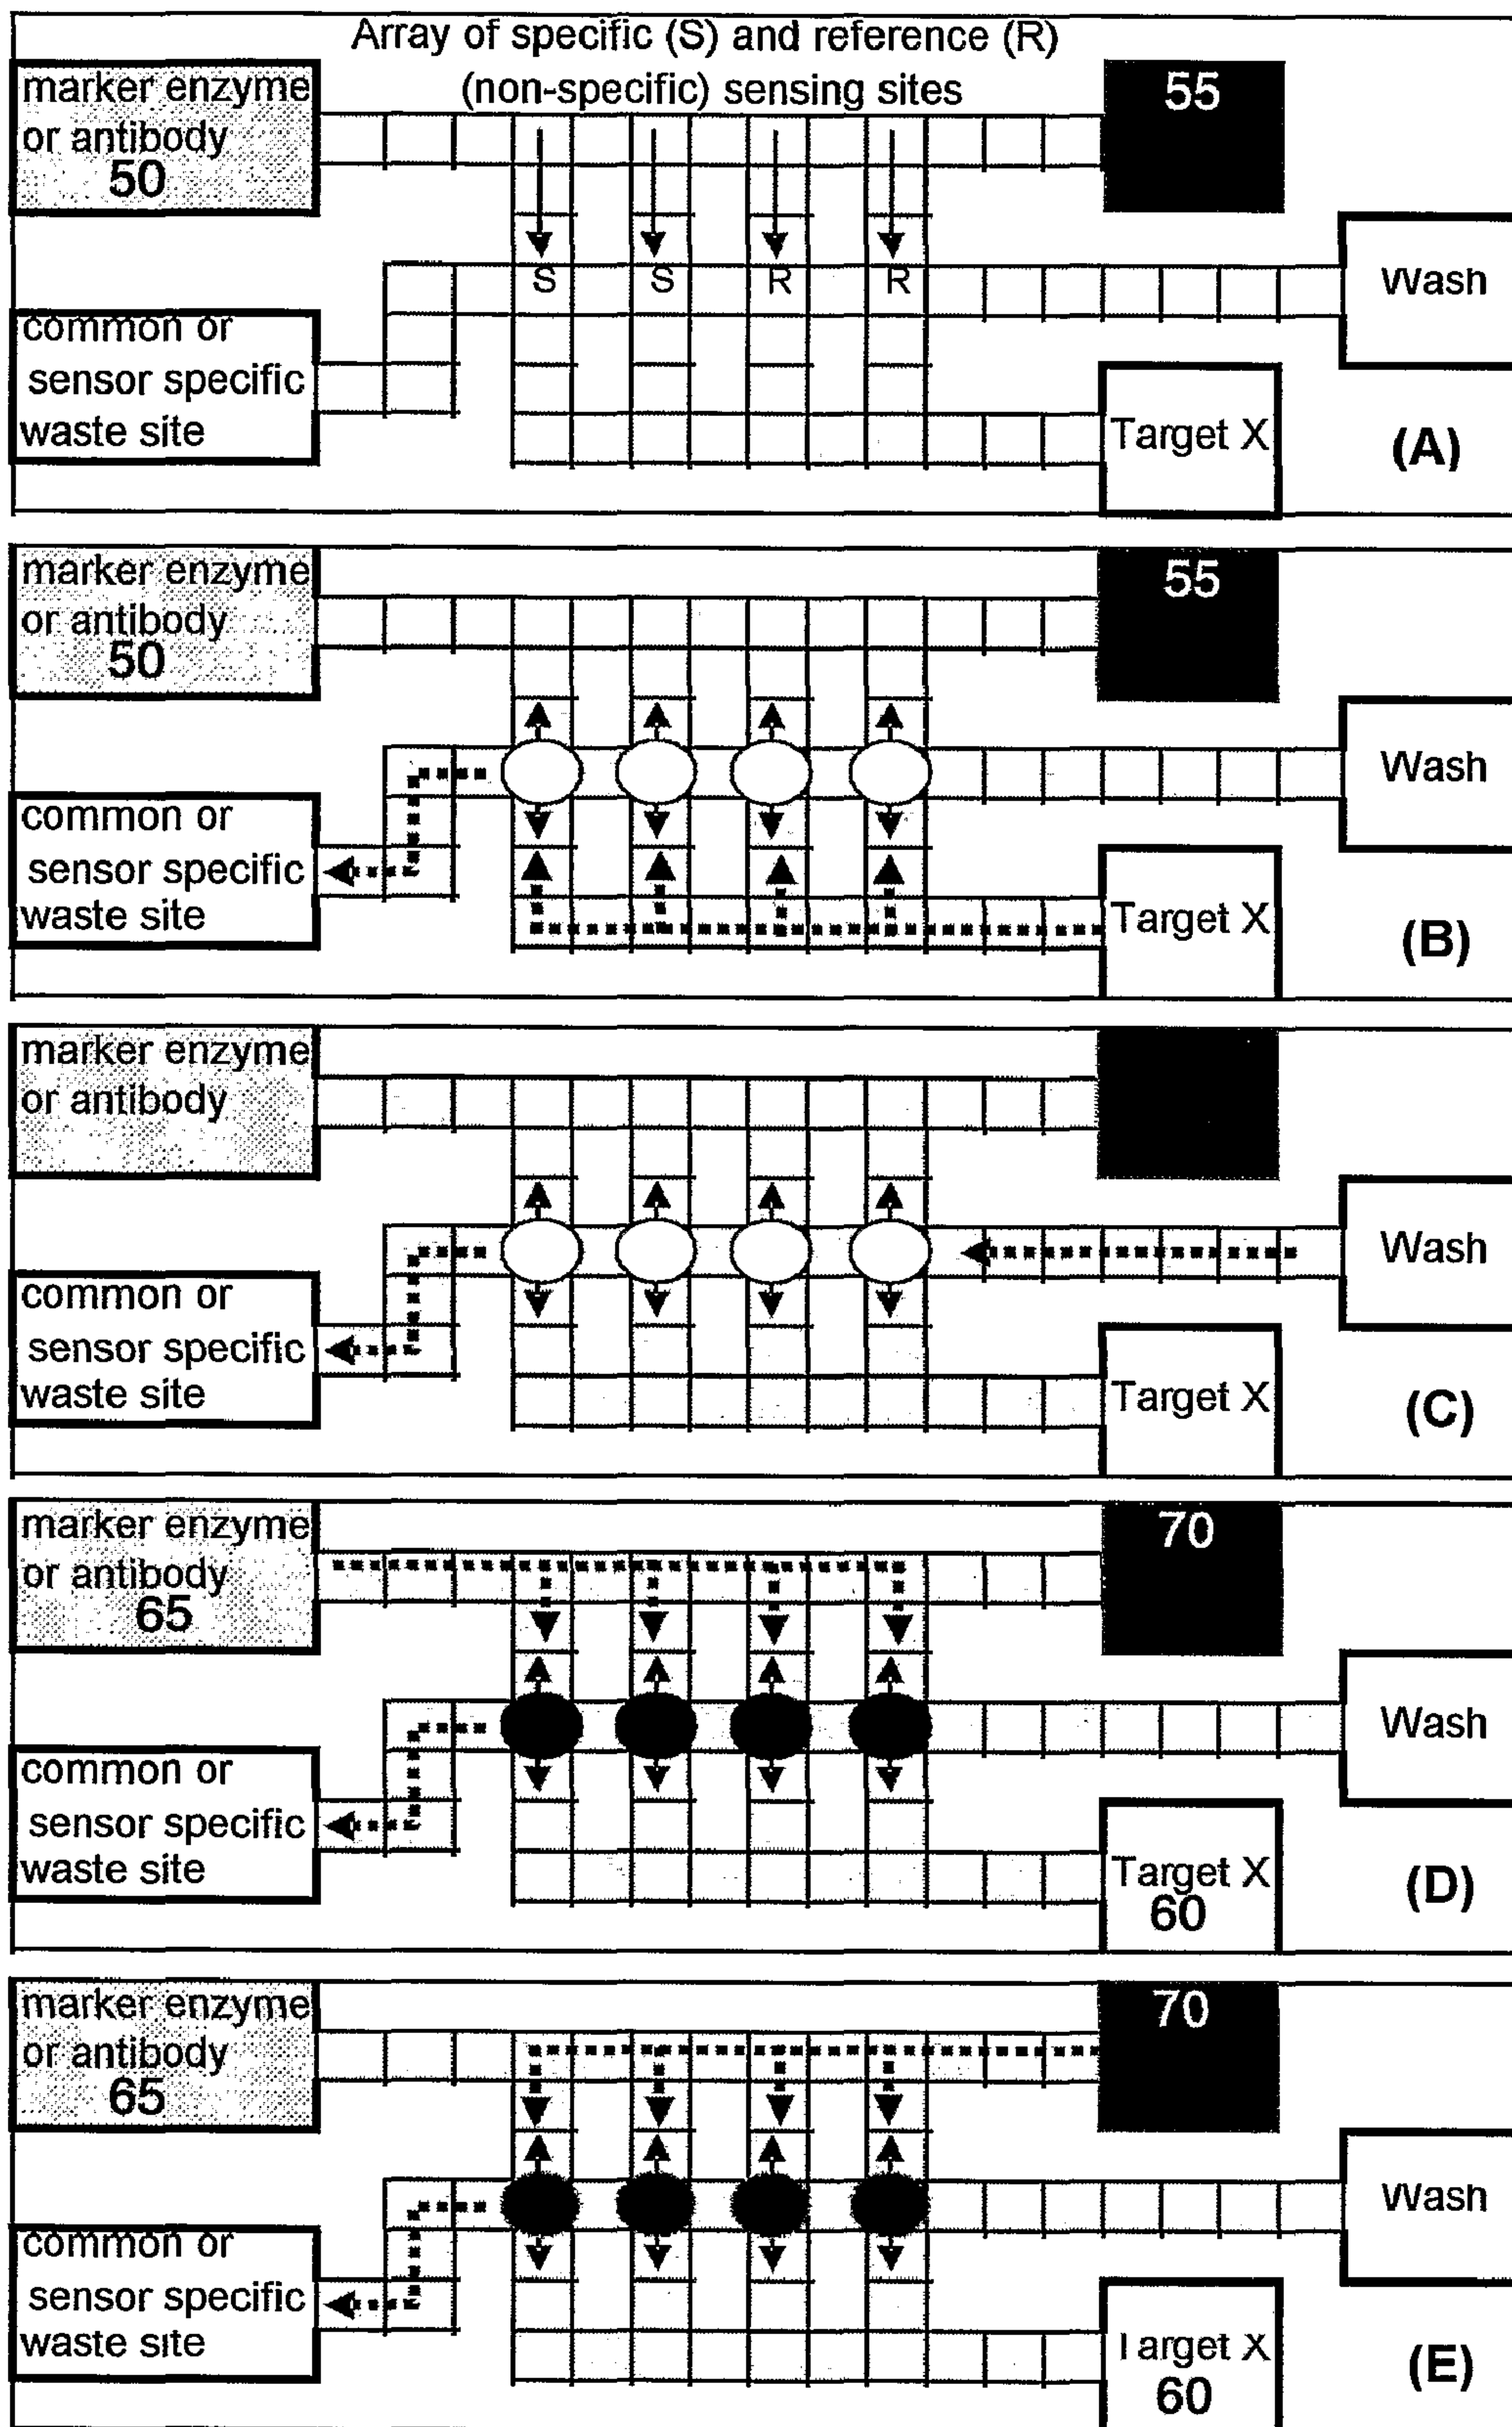 Array of specific (S) and reference (R)
(non-specific) sensing sites
marker enzyme
or antibody
50
55
S S R R
Wash
common or
sensor specific
waste site
Target X
(A)
marker enzyme
or antibody
50
55
Wash
common or
sensor specific
waste site
Target X
(B)
marker enzyme
or antibody
Wash
common or
sensor specific
waste site
Target X
(C)
marker enzyme
or antibody
65
70
Wash
common or
sensor specific
waste site
Target X
60
(D)
marker enzyme
or antibody
65
70
Wash
common or
sensor specific
waste site
Target X
60
(E)